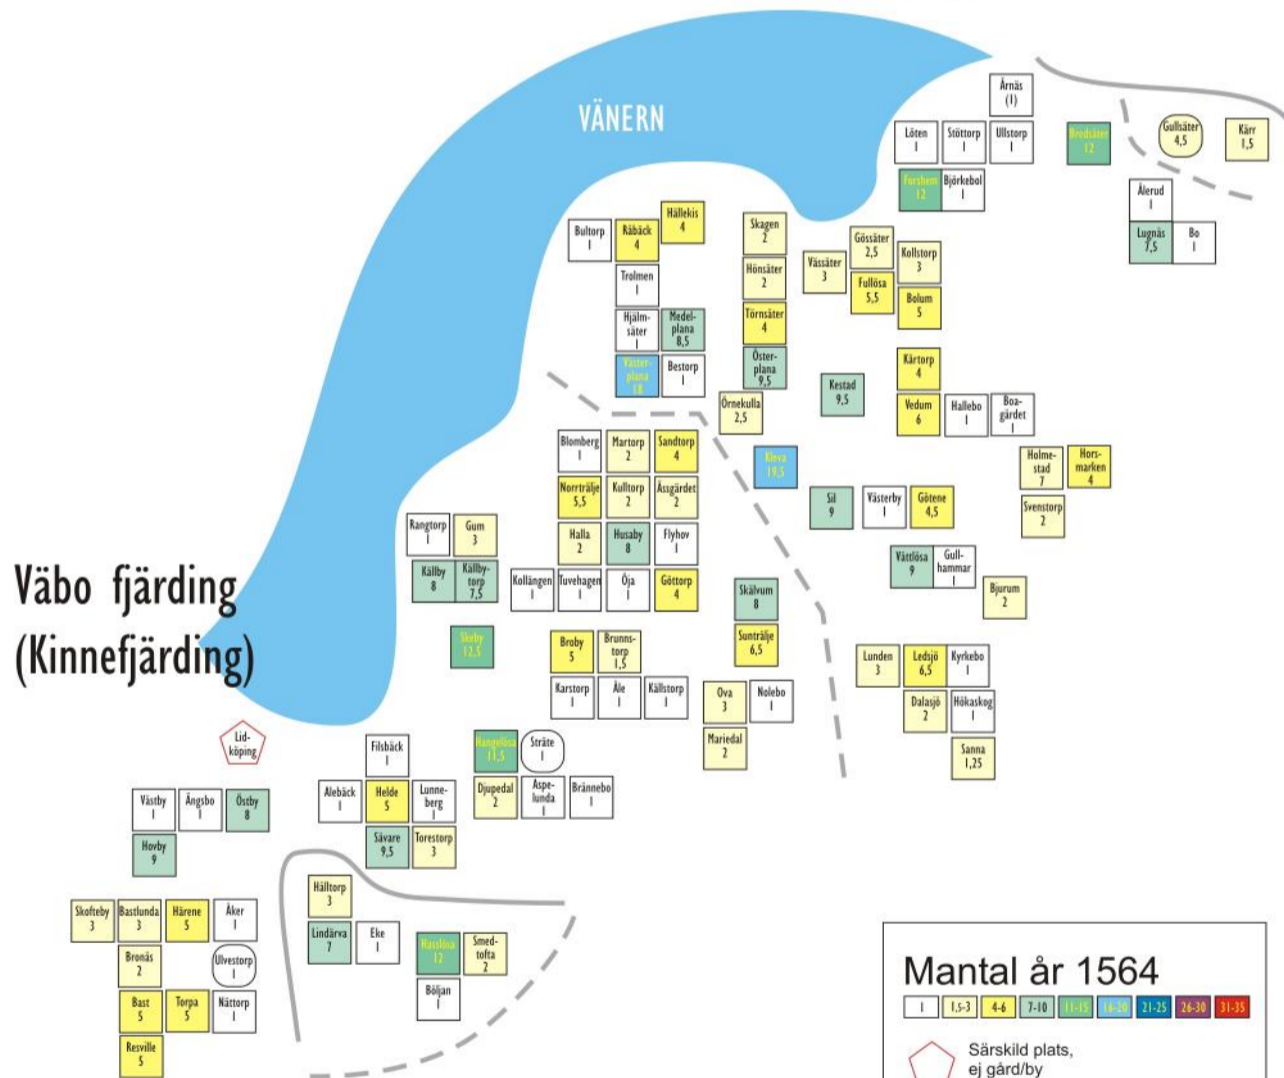 VÄNERN
Årnäs
(1)
Löten
1
Stöttorp
1
Ullstorp
1
Bredsäter
12
Gullsäter
4,5
Kärr
1,5
Forshem
12
Björkebol
1
Ålerud
1
Lugnäs
7,5
Bo
1
Bultorp
1
Råbäck
4
Hällekis
4
Trolmen
1
Hjälm-
säter
1
Medel-
plana
8,5
Väster-
plana
18
Bestorp
1
Skagen
2
Hönsäter
2
Törnsäter
4
Öster-
plana
9,5
Örnekulla
2,5
Vässäter
3
Gössäter
2,5
Kollstorp
3
Fullösa
5,5
Bolum
5
Kestad
9,5
Kårtorp
4
Vedum
6
Hallebo
1
Boa-
gårdet
1
Holme-
stad
7
Hors-
marken
4
Svenstorp
2
Blomberg
1
Martorp
2
Sandtorp
4
Norrträlje
5,5
Kulltorp
2
Åsgärdet
2
Halla
2
Husaby
8
Flyhov
1
Kollängen
1
Tuvehagen
1
Öja
1
Göttorp
4
Kleva
19,5
Sil
9
Västerby
1
Götene
4,5
Vättlösa
9
Gull-
hammar
1
Bjurum
2
Rangtorp
1
Gum
3
Källby
8
Källby-
torp
7,5
Skeby
12,5
Skälvum
8
Sunträlje
6,5
Broby
5
Brunns-
torp
1,5
Karstorp
1
Åle
1
Källstorp
1
Ova
3
Nolebo
1
Mariedal
2
Lunden
3
Ledsjö
6,5
Kyrkebo
1
Dalasjö
2
Hökaskog
1
Sanna
1,25
Väbo fjärding
(Kinnefjärding)
Lid-
köping
Filsbäck
1
Alebäck
1
Helde
5
Lunne-
berg
1
Sävare
9,5
Torestorp
3
Hangelösa
11,5
Sträte
1
Djupedal
2
Aspe-
lunda
1
Brännebo
1
Västby
1
Ängsbo
1
Östby
8
Hovby
9
Skofteby
3
Bastlunda
3
Härene
5
Åker
1
Bronäs
2
Ulvestorp
1
Bast
5
Torpa
5
Nättorp
1
Resville
5
Hälltorp
3
Lindärva
7
Eke
1
Hasslösa
12
Smed-
tofta
2
Böljan
1
Mantal år 1564
1
1,5-3
4-6
7-10
11-15
16-20
21-25
26-30
31-35
Särskild plats,
ej gård/by